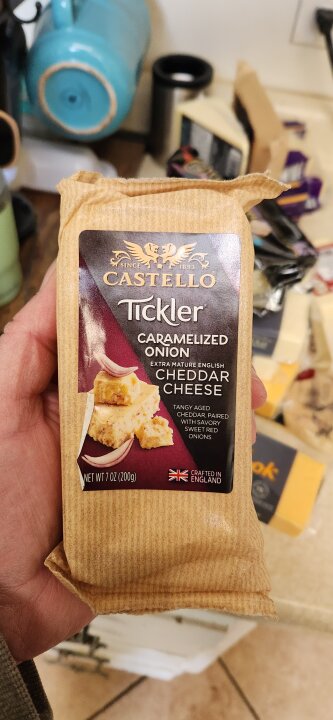 SINCE 1893
CASTELLO
Tickler
CARAMELIZED
ONION
EXTRA MATURE ENGLISH
CHEDDAR
CHEESE
TANGY AGED
CHEDDAR, PAIRED
WITH SAVORY
SWEET RED
ONIONS
NET WT 7 OZ (200g)
CRAFTED IN
ENGLAND
ok